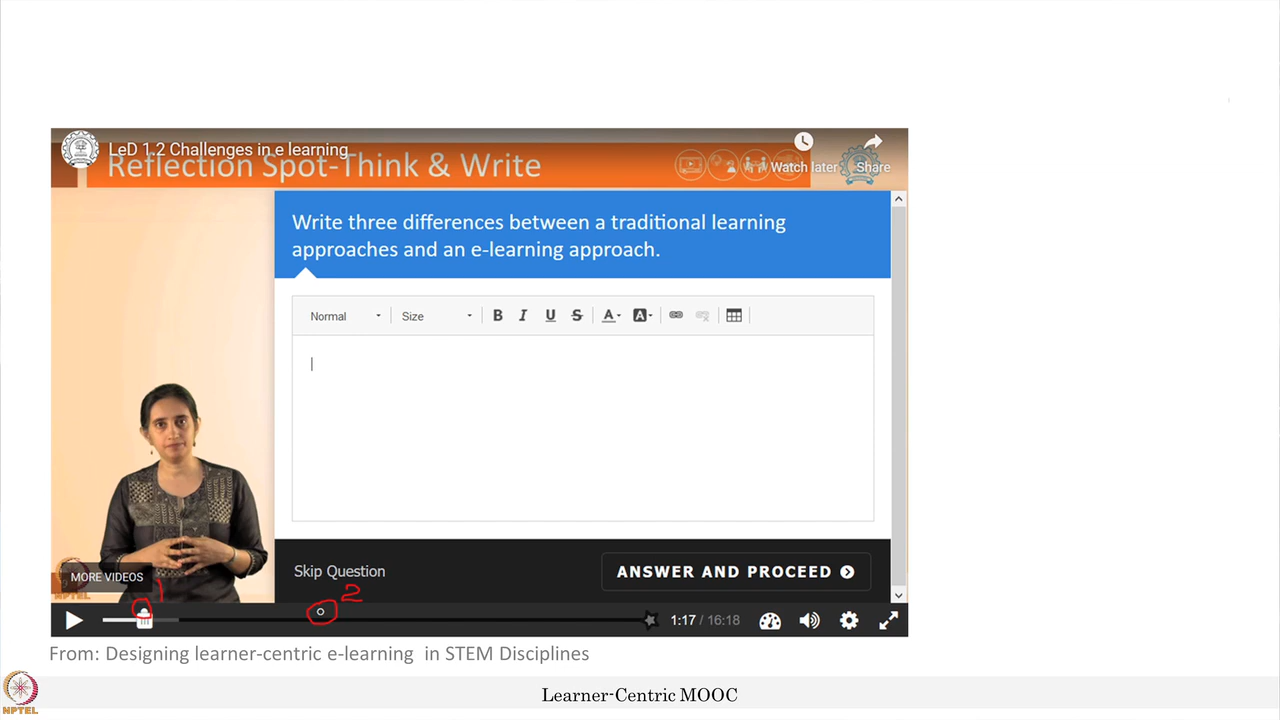 LeD 1.2 Challenges in e learning
Reflection Spot-Think & Write
Watch later
Share
Write three differences between a traditional learning
approaches and an e-learning approach.
Normal
Size
B I U S A A
Skip Question
ANSWER AND PROCEED
MORE VIDEOS
NPTEL
1
2
1:17 / 16:18
From: Designing learner-centric e-learning in STEM Disciplines
NPTEL
Learner-Centric MOOC